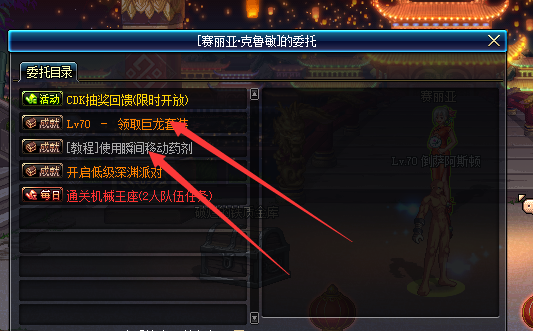 [赛丽亚·克鲁敏]的委托
委托目录
活动 CDK抽奖回馈(限时开放)
成就 Lv70 - 领取巨龙套装
成就 [教程]使用瞬间移动药剂
成就 开启低级深渊派对
每日 通关机械王座(2人队伍任务)
赛丽亚